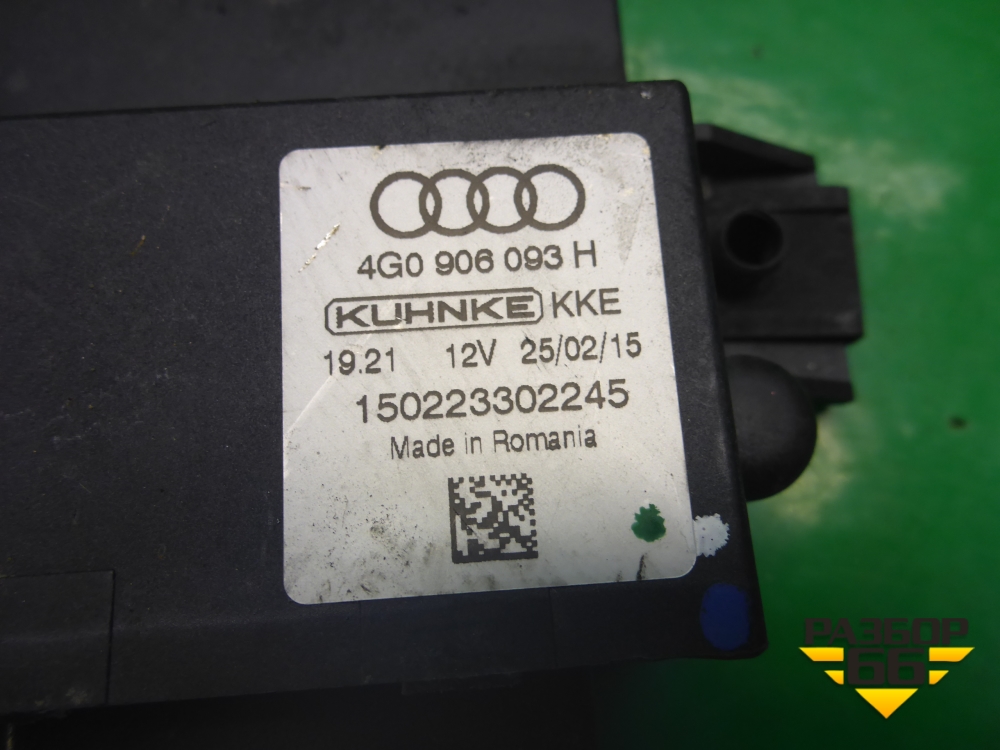 4G0 906 093 H
KUHNKE KKE
19.21 12V 25/02/15
150223302245
Made in Romania
РАЗБОР
66